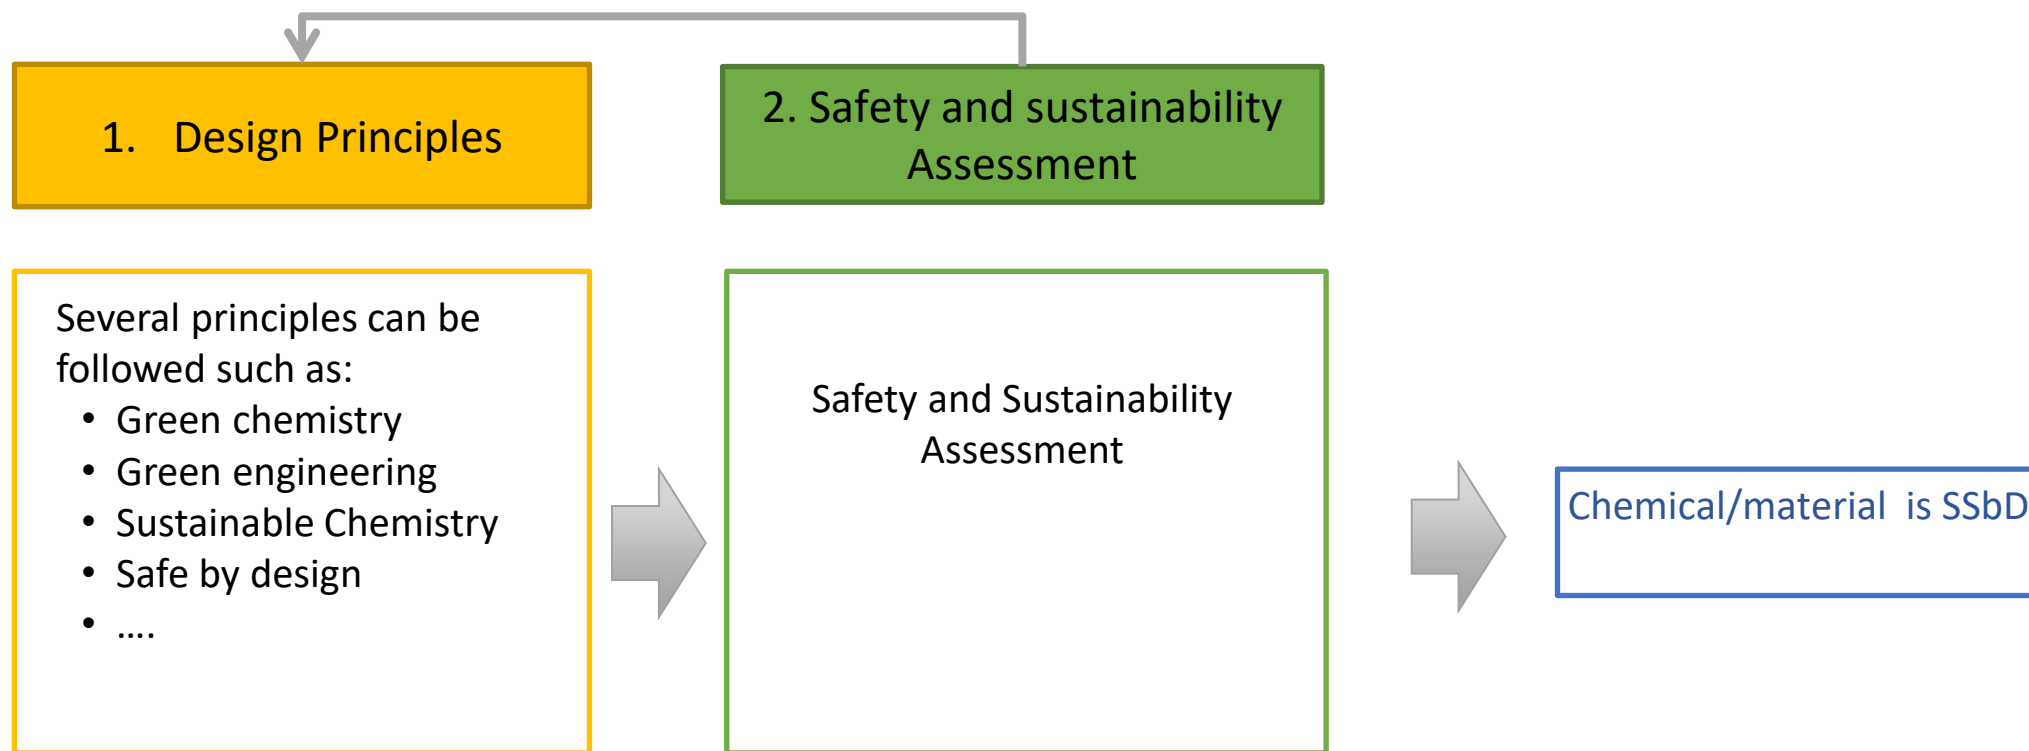 1. Design Principles
2. Safety and sustainability
Assessment
Several principles can be
followed such as:
• Green chemistry
• Green engineering
• Sustainable Chemistry
• Safe by design
• ….
Safety and Sustainability
Assessment
Chemical/material is SSbD